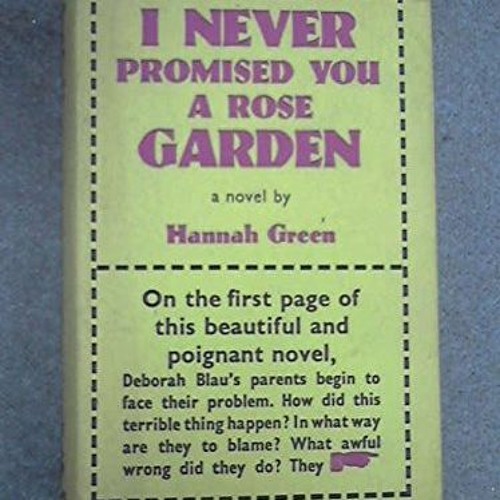 I NEVER
PROMISED YOU
A ROSE
GARDEN
a novel by
Hannah Green
On the first page of
this beautiful and
poignant novel,
Deborah Blau's parents begin to
face their problem. How did this
terrible thing happen? In what way
are they to blame? What awful
wrong did they do? They